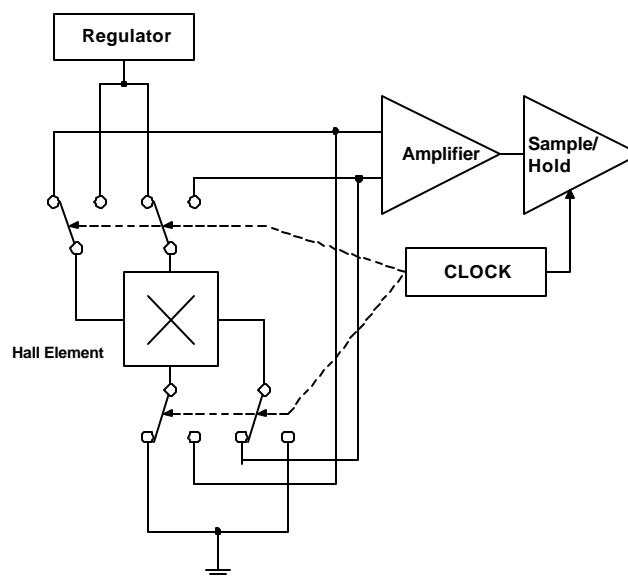 Regulator
Amplifier
Sample/
Hold
CLOCK
Hall Element